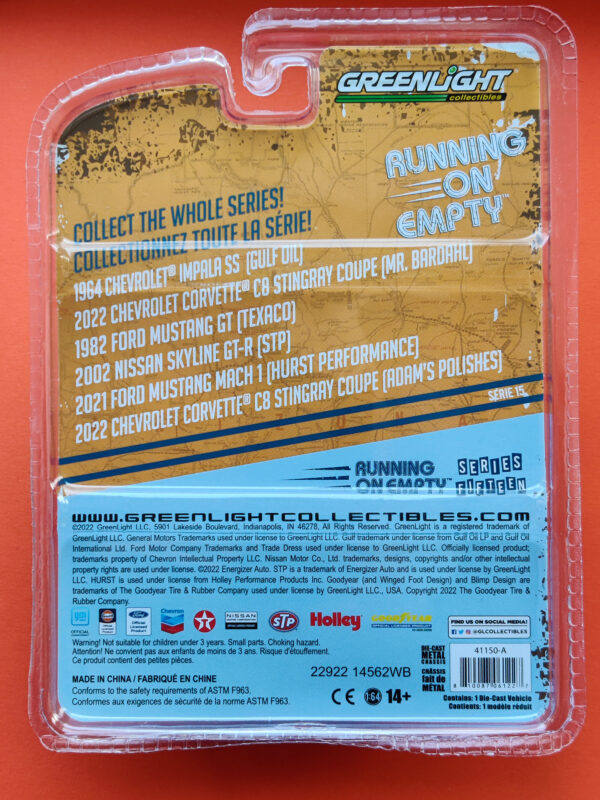 GREENLIGHT
collectibles
RUNNING
ON
EMPTY™
COLLECT THE WHOLE SERIES!
COLLECTIONNEZ TOUTE LA SÉRIE!
1964 CHEVROLET® IMPALA SS (GULF OIL)
2022 CHEVROLET CORVETTE® C8 STINGRAY COUPE (MR. BARDAHL)
1982 FORD MUSTANG GT (TEXACO)
2002 NISSAN SKYLINE GT-R (STP)
2021 FORD MUSTANG MACH 1 (HURST PERFORMANCE)
2022 CHEVROLET CORVETTE® C8 STINGRAY COUPE (ADAM'S POLISHES)
SÉRIE 15
RUNNING
ON EMPTY™
SERIES
FIFTEEN
WWW.GREENLIGHTCOLLECTIBLES.COM
©2022 GreenLight LLC, 5901 Lakeside Boulevard, Indianapolis, IN 46278, All Rights Reserved. GreenLight is a registered trademark of
GreenLight LLC. General Motors Trademarks used under license to GreenLight LLC. Gulf trademark under license from Gulf Oil LP and Gulf Oil
International Ltd. Ford Motor Company Trademarks and Trade Dress used under license to GreenLight LLC. Officially licensed product;
trademarks property of Chevron Intellectual Property LLC. Nissan Motor Co., Ltd. trademarks, designs, copyrights and/or other intellectual
property rights are used under license. ©2022 Energizer Auto. STP is a trademark of Energizer Auto and is used under license by GreenLight
LLC. HURST is used under license from Holley Performance Products Inc. Goodyear (and Winged Foot Design) and Blimp Design are
trademarks of The Goodyear Tire & Rubber Company used under license by GreenLight LLC., USA, Copyright 2022 The Goodyear Tire &
Rubber Company.
gm
OFFICIAL
Ford
Official
Licensed
Product
Chevron
TEXACO
NISSAN
STP
Holley
GOODYEAR
FIND US ON SOCIAL MEDIA!
@GLCOLLECTIBLES
Warning! Not suitable for children under 3 years. Small parts. Choking hazard.
Attention! Ne convient pas aux enfants de moins de 3 ans. Risque d'étouffement.
Ce produit contient des pièces petites.
MADE IN CHINA / FABRIQUÉ EN CHINE
Conforms to the safety requirements of ASTM F963.
Conformes aux exigences de sécurité de la norme ASTM F963.
22922 14562WB
CE 1:64 14+
DIE-CAST
METAL
CHASSIS
CHÂSSIS
fait de
MÉTAL
41150-A
Contains: 1 Die-Cast Vehicle
Contient: 1 modèle réduit